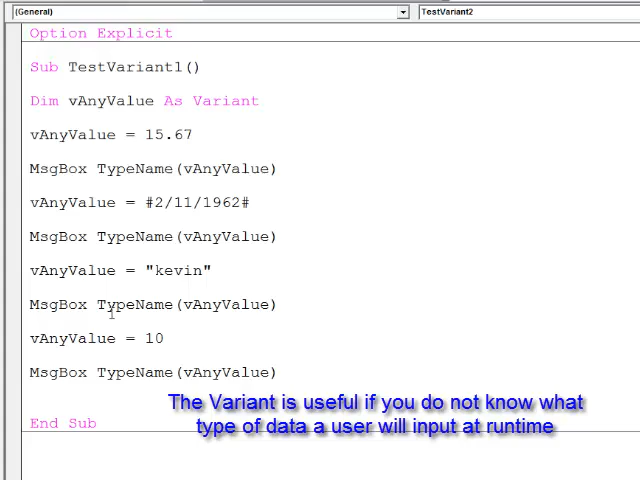 (General)
TestVariant2
Option Explicit
Sub TestVariant1()
Dim vAnyValue As Variant
vAnyValue = 15.67
MsgBox TypeName(vAnyValue)
vAnyValue = #2/11/1962#
MsgBox TypeName(vAnyValue)
vAnyValue = "kevin"
MsgBox TypeName(vAnyValue)
vAnyValue = 10
MsgBox TypeName(vAnyValue)
The Variant is useful if you do not know what
type of data a user will input at runtime
End Sub